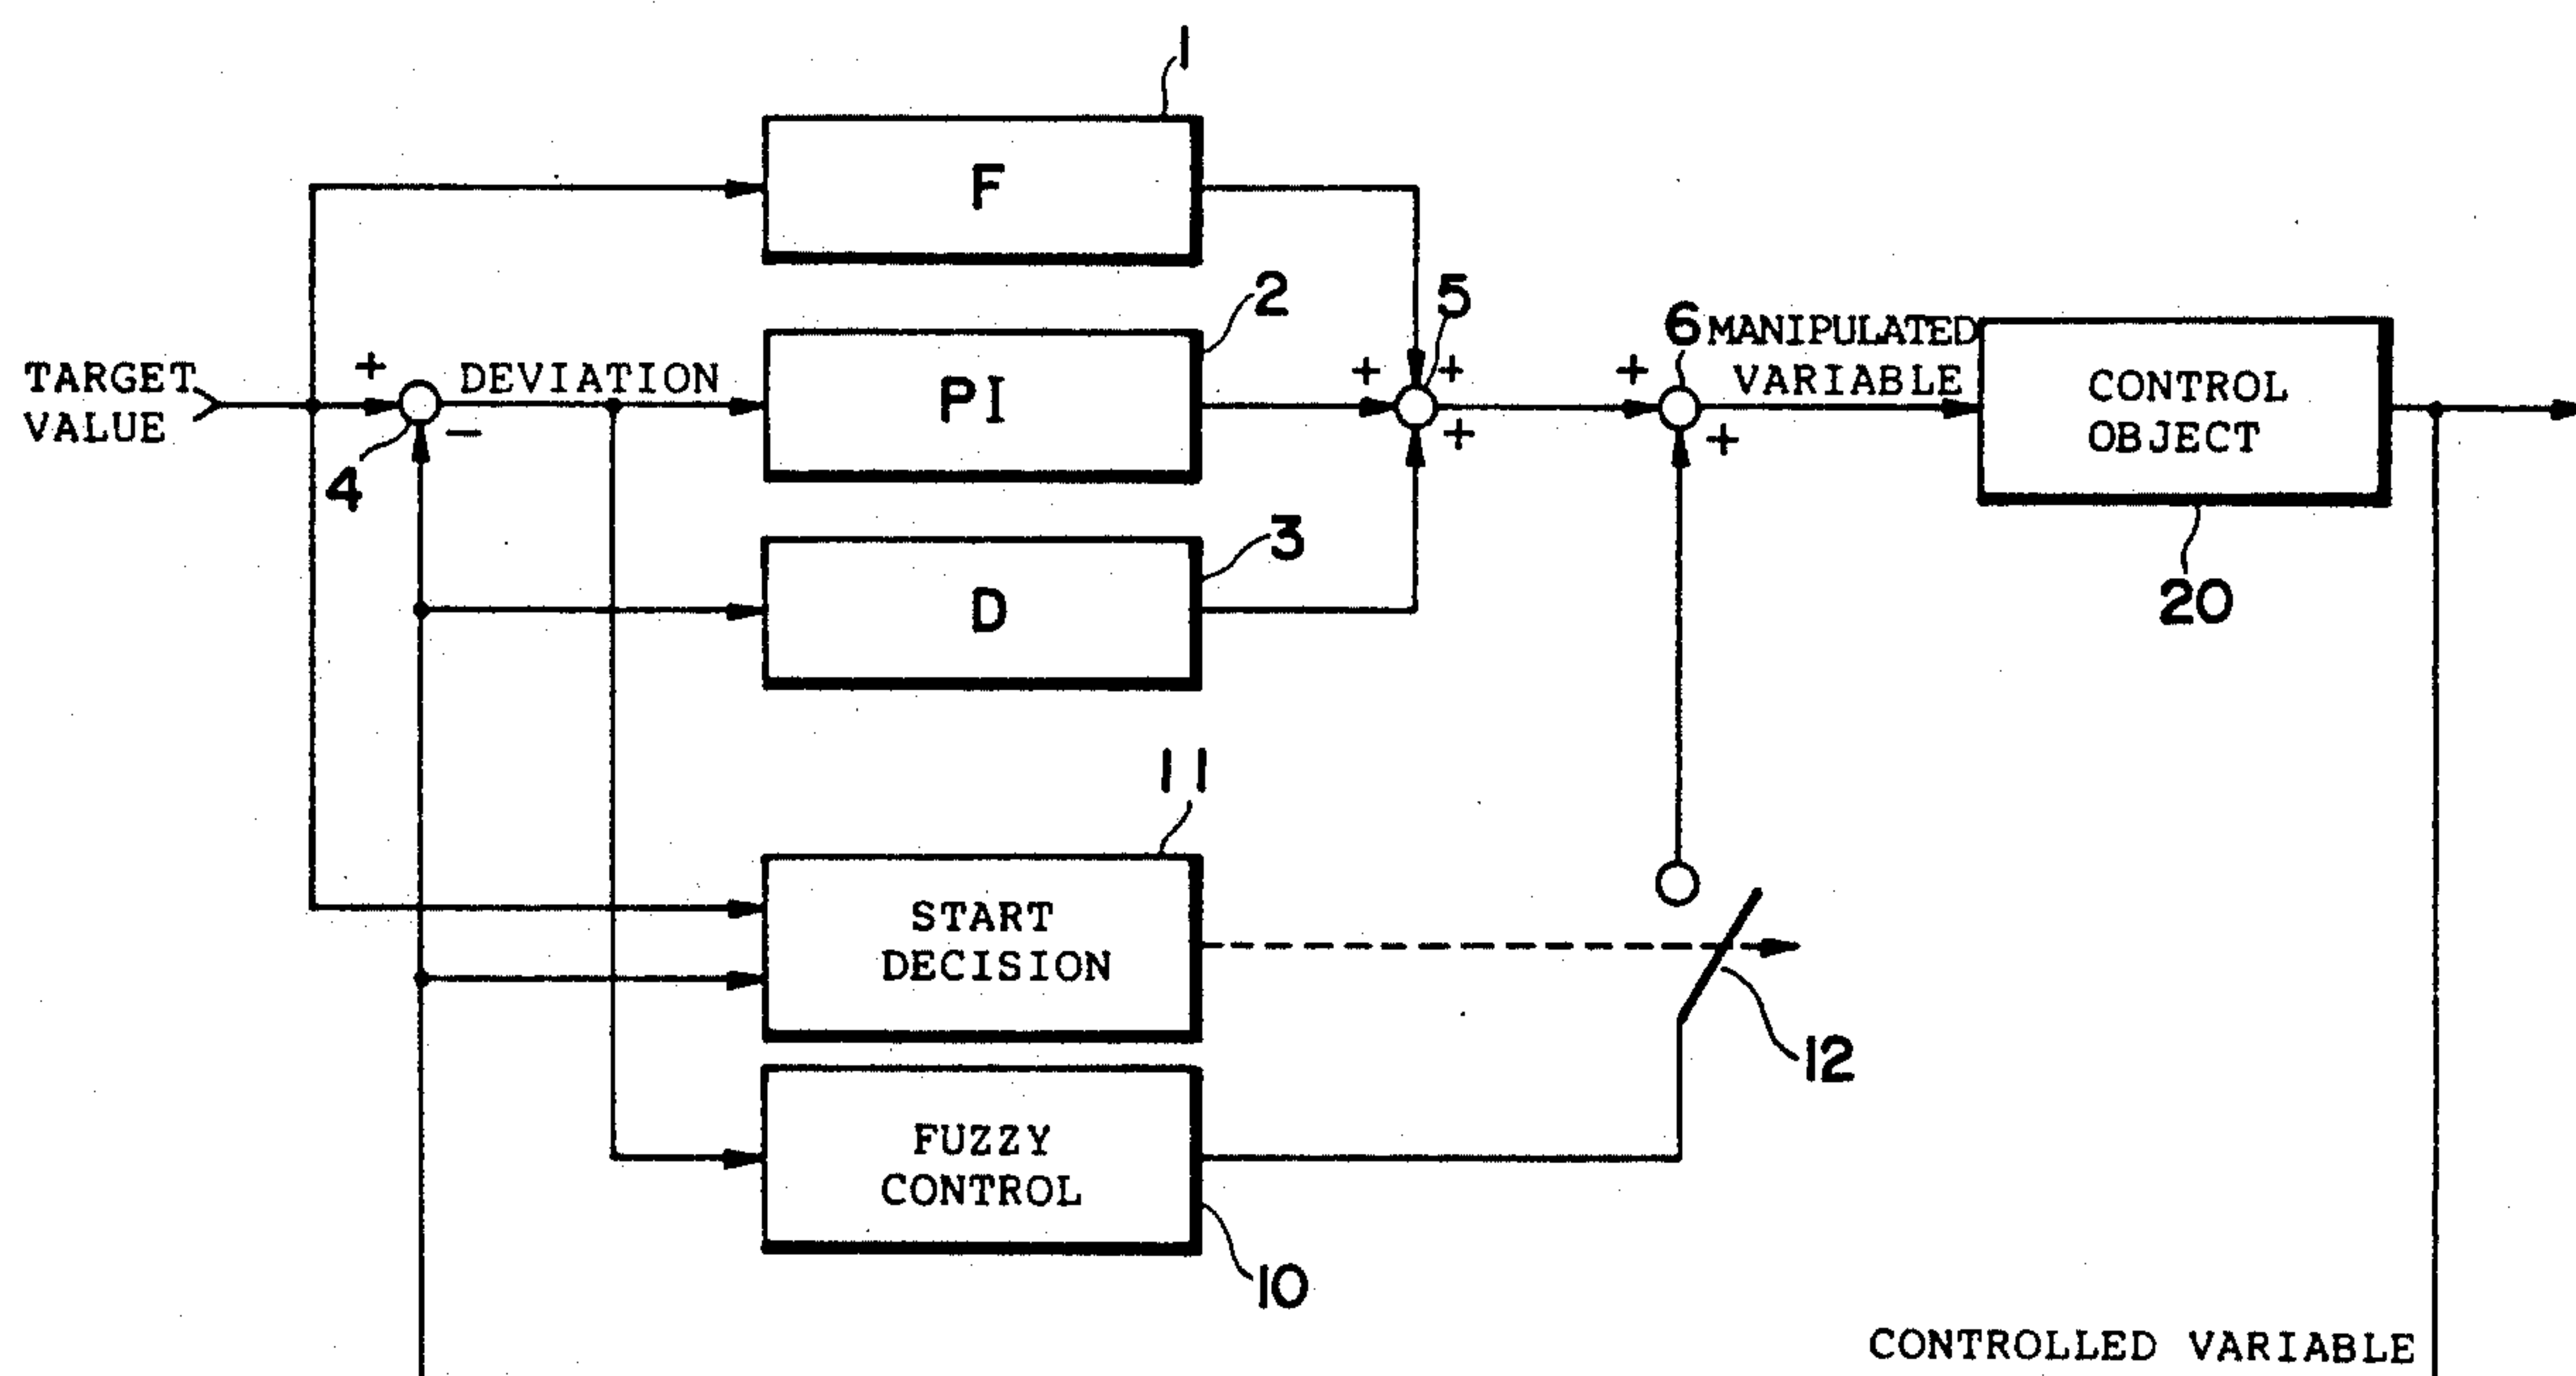 1
F
2
5
6
MANIPULATED
VARIABLE
TARGET
VALUE
+
DEVIATION
PI
+
+
+
CONTROL
OBJECT
4
−
+
+
3
D
20
11
START
DECISION
12
FUZZY
CONTROL
10
CONTROLLED VARIABLE